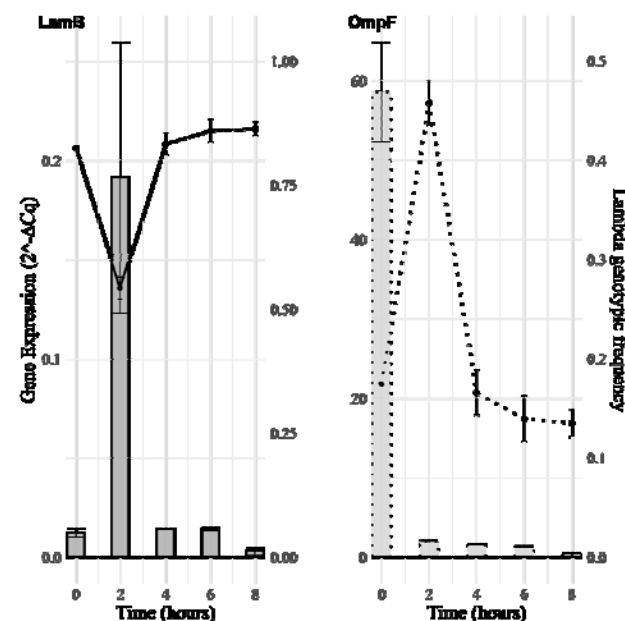 LamB
OmpF
1.00
0.5
60
0.2
0.4
0.75
Gene Expression (2^-ΔCq)
40
0.3
Lambda genotypic frequency
0.50
0.1
0.2
20
0.25
0.1
0.0
0.00
0
0.0
0 2 4 6 8
0 2 4 6 8
Time (hours)
Time (hours)